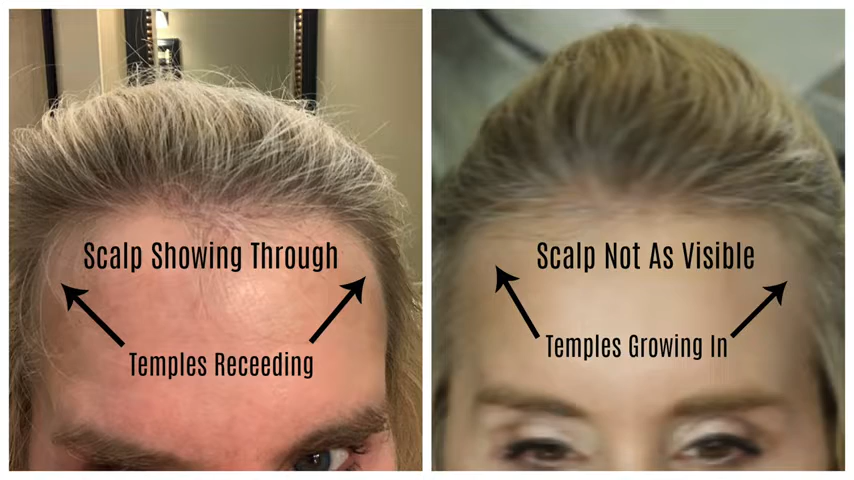 Scalp Showing Through
Temples Receeding
Scalp Not As Visible
Temples Growing In